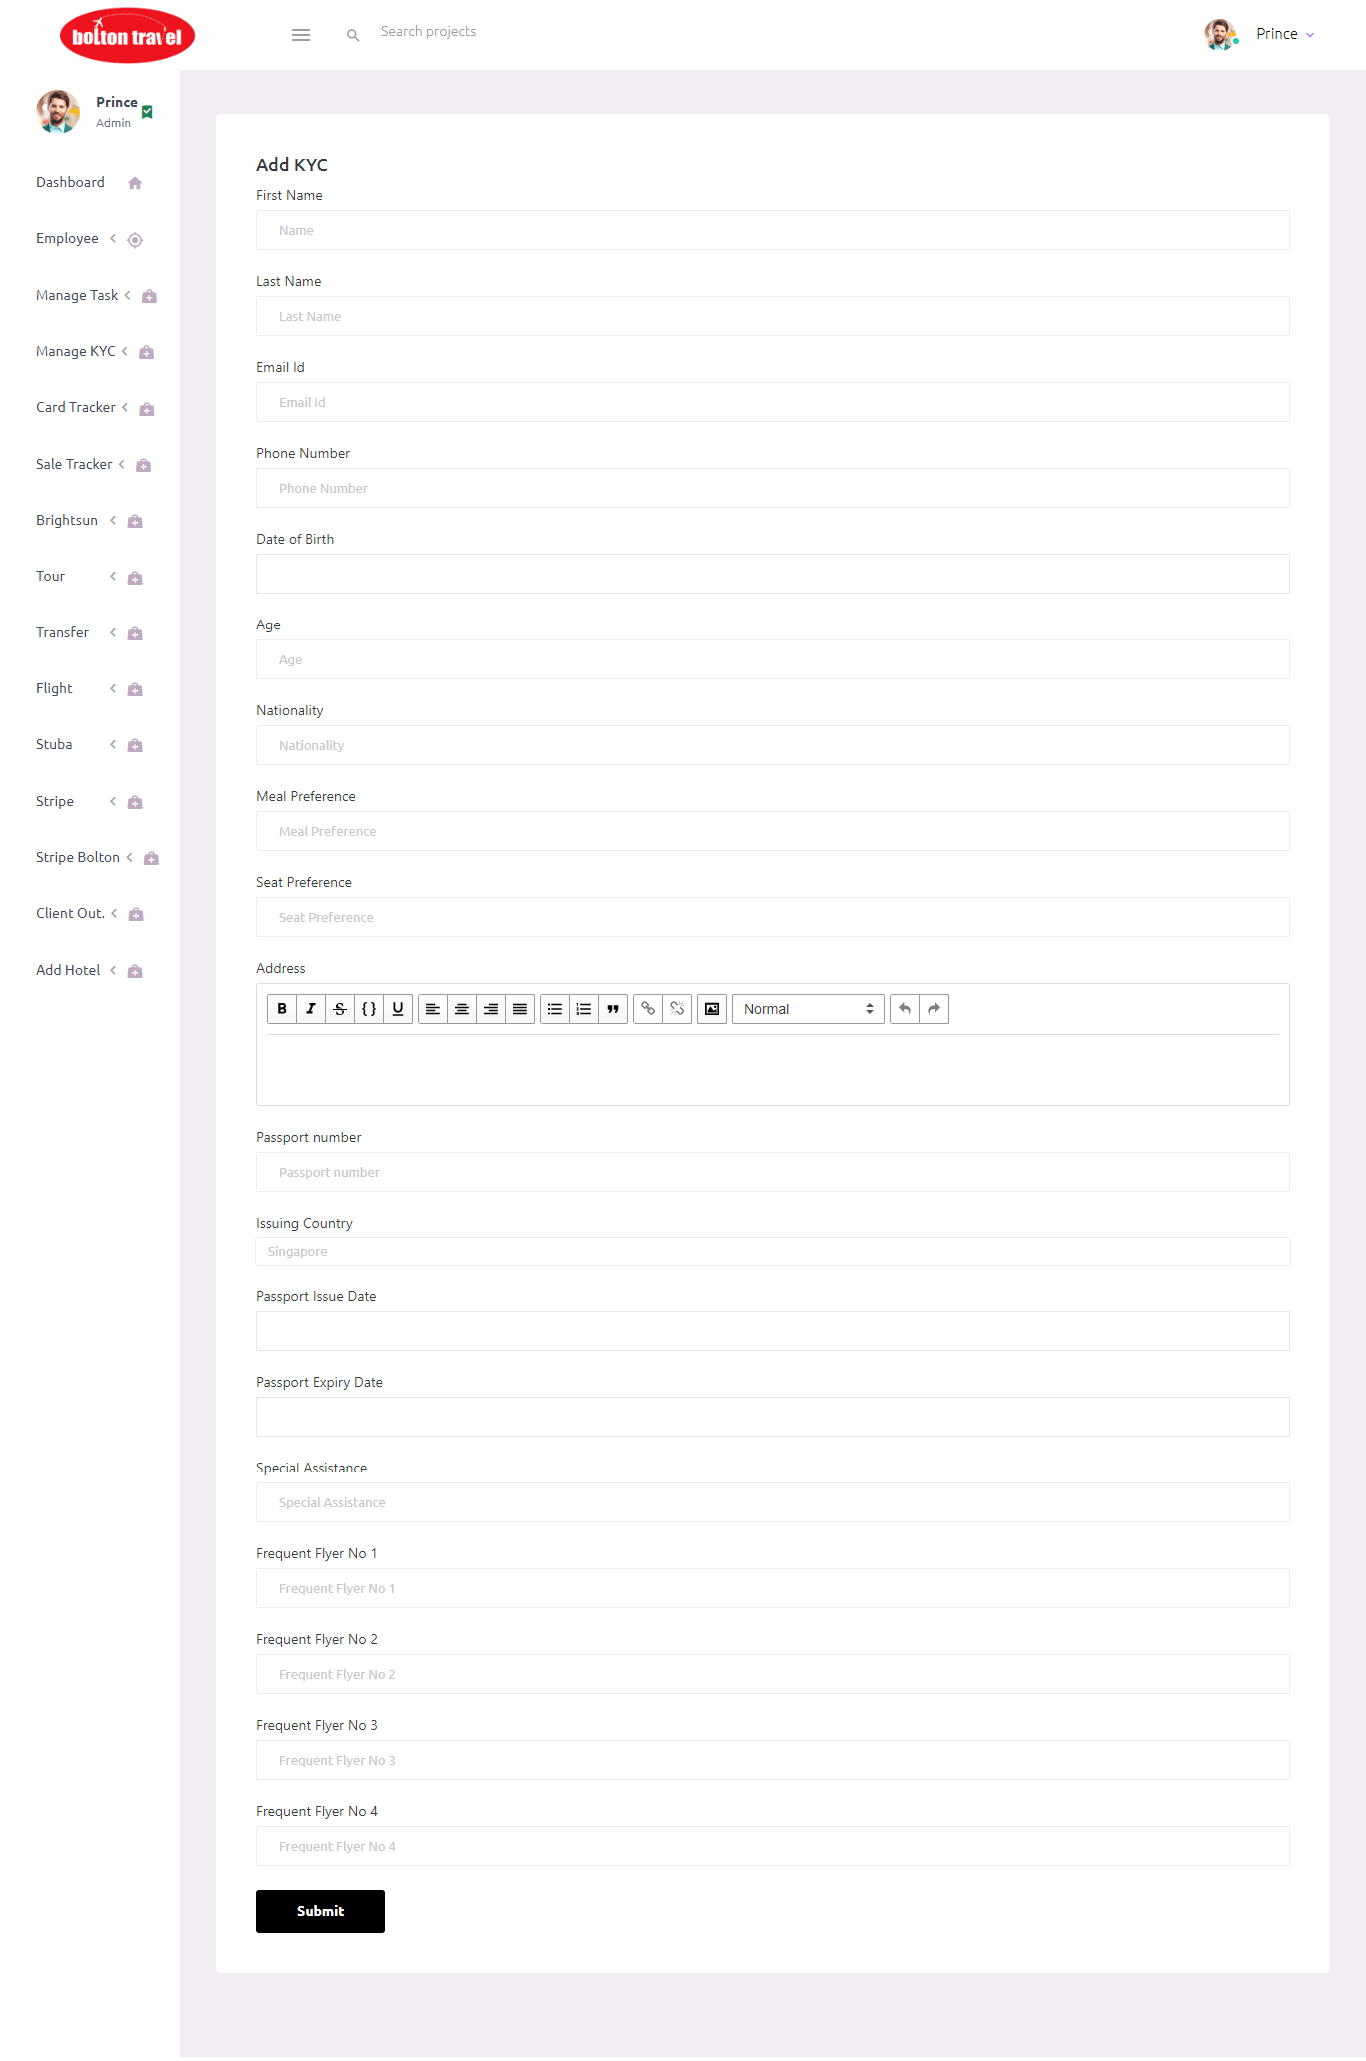 bolton travel
Search projects
Prince
Prince
Admin
Dashboard
Employee
Manage Task
Manage KYC
Card Tracker
Sale Tracker
Brightsun
Tour
Transfer
Flight
Stuba
Stripe
Stripe Bolton
Client Out.
Add Hotel
Add KYC
First Name
Name
Last Name
Last Name
Email Id
Email Id
Phone Number
Phone Number
Date of Birth
Age
Age
Nationality
Nationality
Meal Preference
Meal Preference
Seat Preference
Seat Preference
Address
B I S {} U
Normal
Passport number
Passport number
Issuing Country
Singapore
Passport Issue Date
Passport Expiry Date
Special Assistance
Special Assistance
Frequent Flyer No 1
Frequent Flyer No 1
Frequent Flyer No 2
Frequent Flyer No 2
Frequent Flyer No 3
Frequent Flyer No 3
Frequent Flyer No 4
Frequent Flyer No 4
Submit